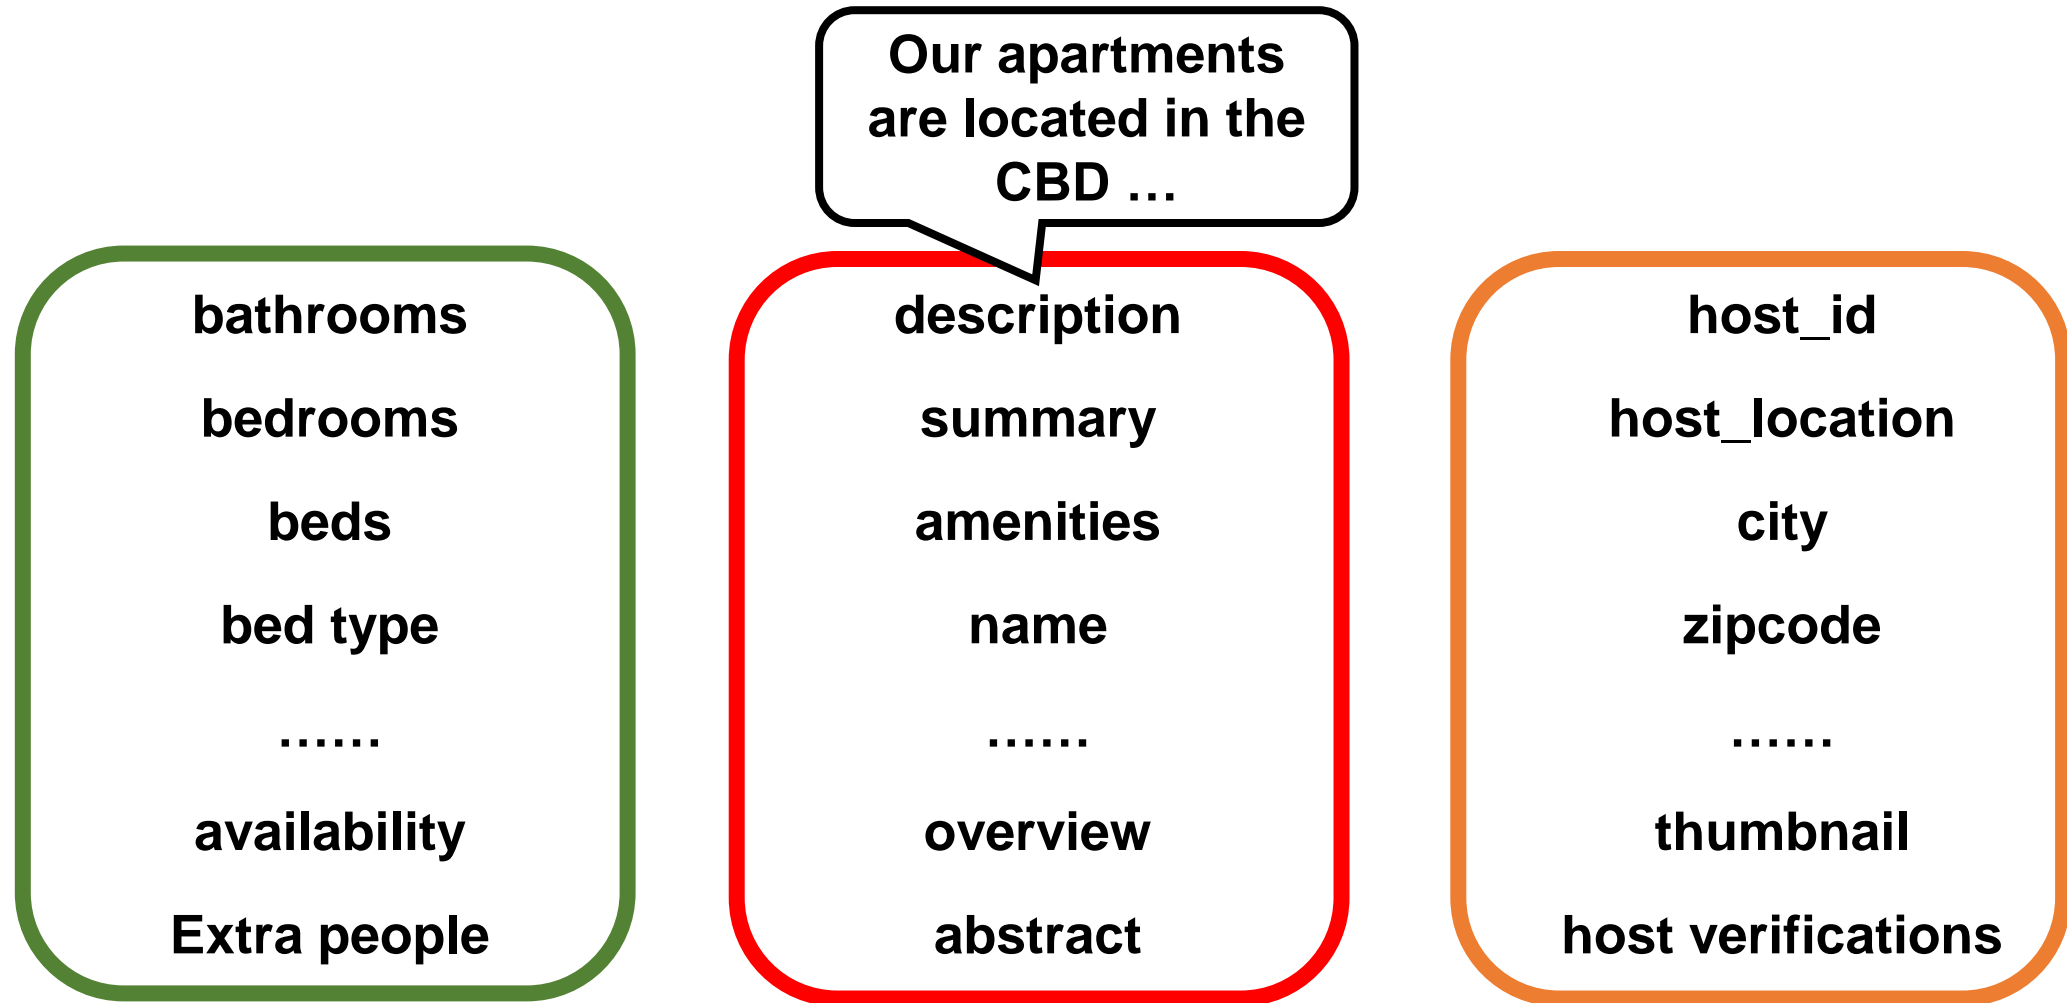 Our apartments
are located in the
CBD …
bathrooms
bedrooms
beds
bed type
……
availability
Extra people
description
summary
amenities
name
……
overview
abstract
host_id
host_location
city
zipcode
……
thumbnail
host verifications